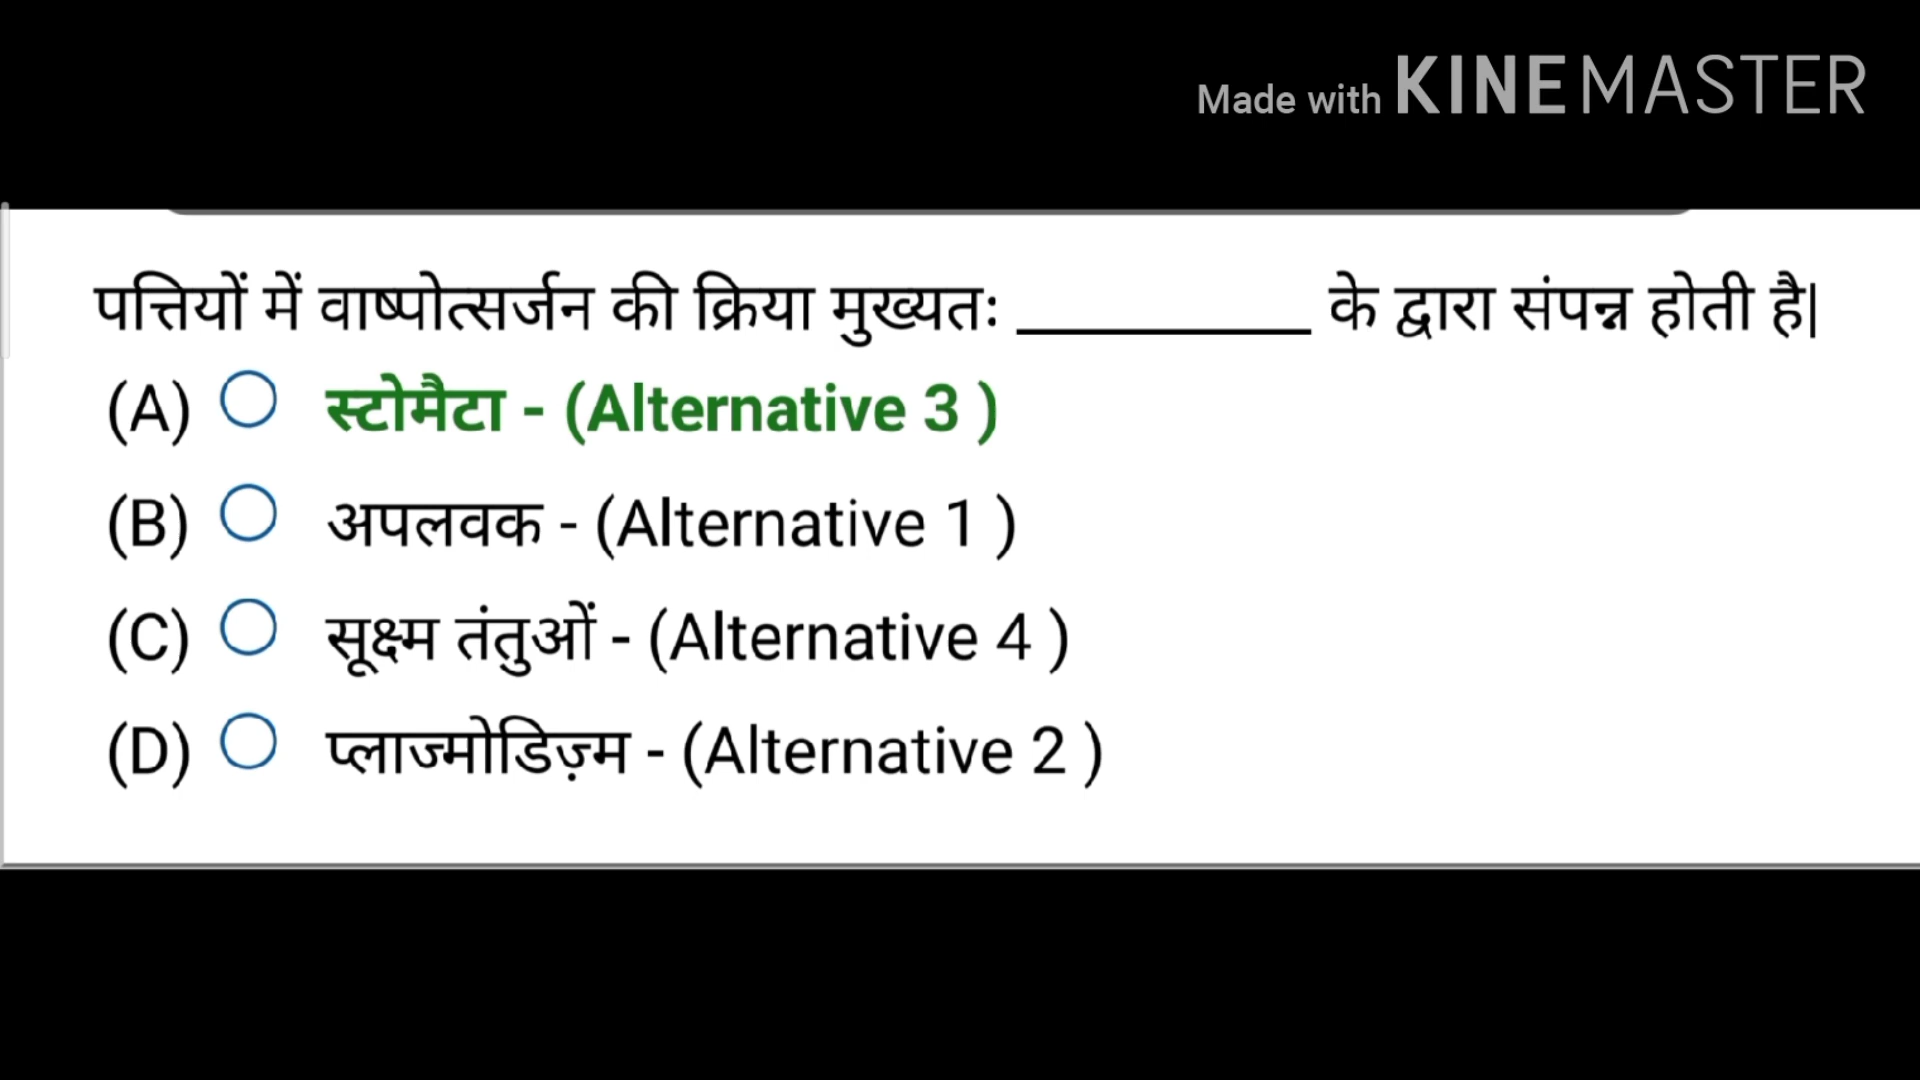 Made with KINEMASTER
पत्तियों में वाष्पोत्सर्जन की क्रिया मुख्यतः __________ के द्वारा संपन्न होती है|
(A) स्टोमैटा - (Alternative 3 )
(B) अपलवक - (Alternative 1 )
(C) सूक्ष्म तंतुओं - (Alternative 4 )
(D) प्लाज्मोडिज़्म - (Alternative 2 )